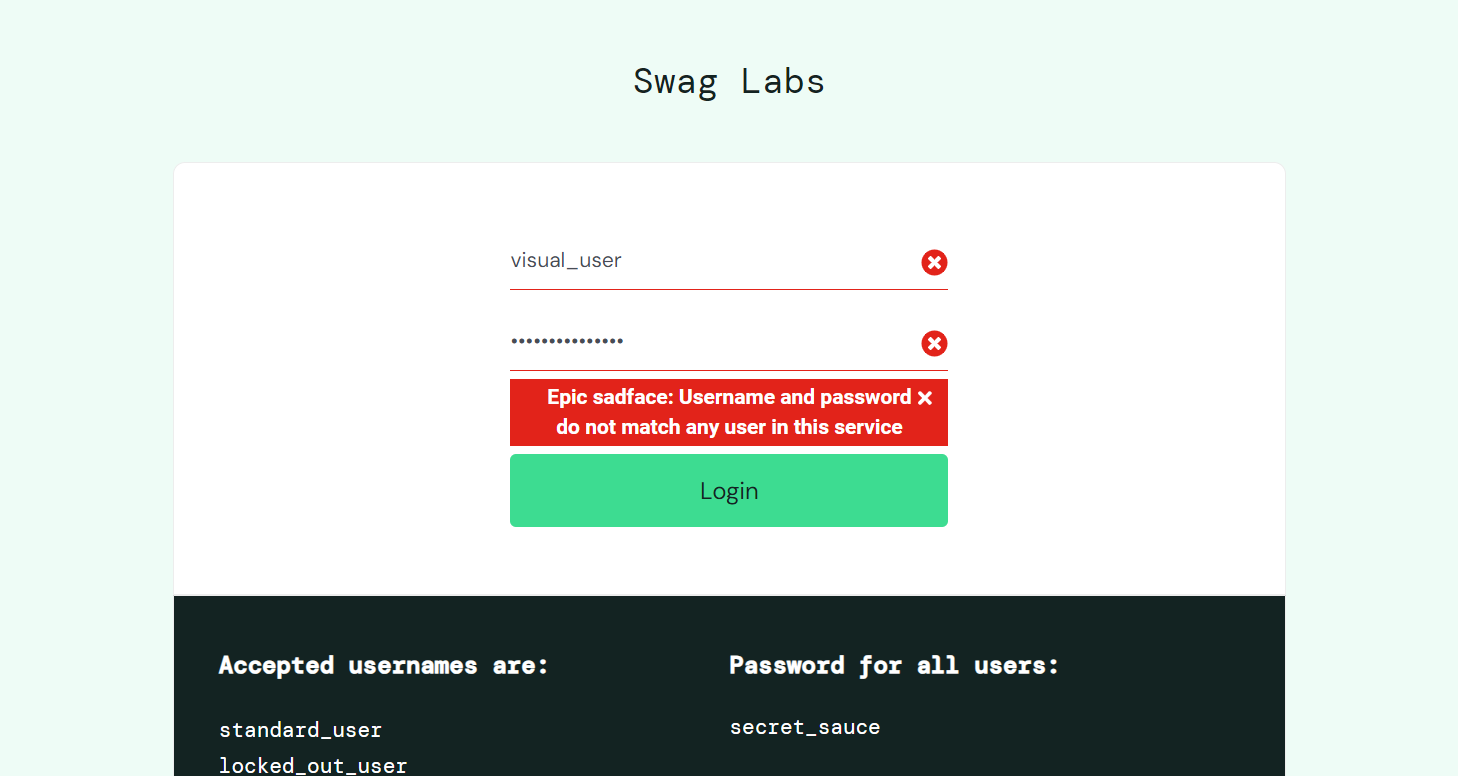 Swag Labs
visual_user
•••••••••••••••
Epic sadface: Username and password
do not match any user in this service
Login
Accepted usernames are:
standard_user
locked_out_user
Password for all users:
secret_sauce